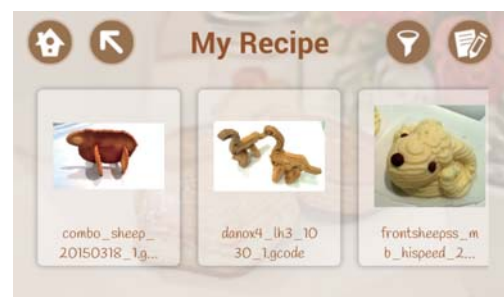 My Recipe
combo_sheep_
20150318_1.g...
danox4_lh3_10
30_1.gcode
frontsheepss_m
b_hispeed_2...